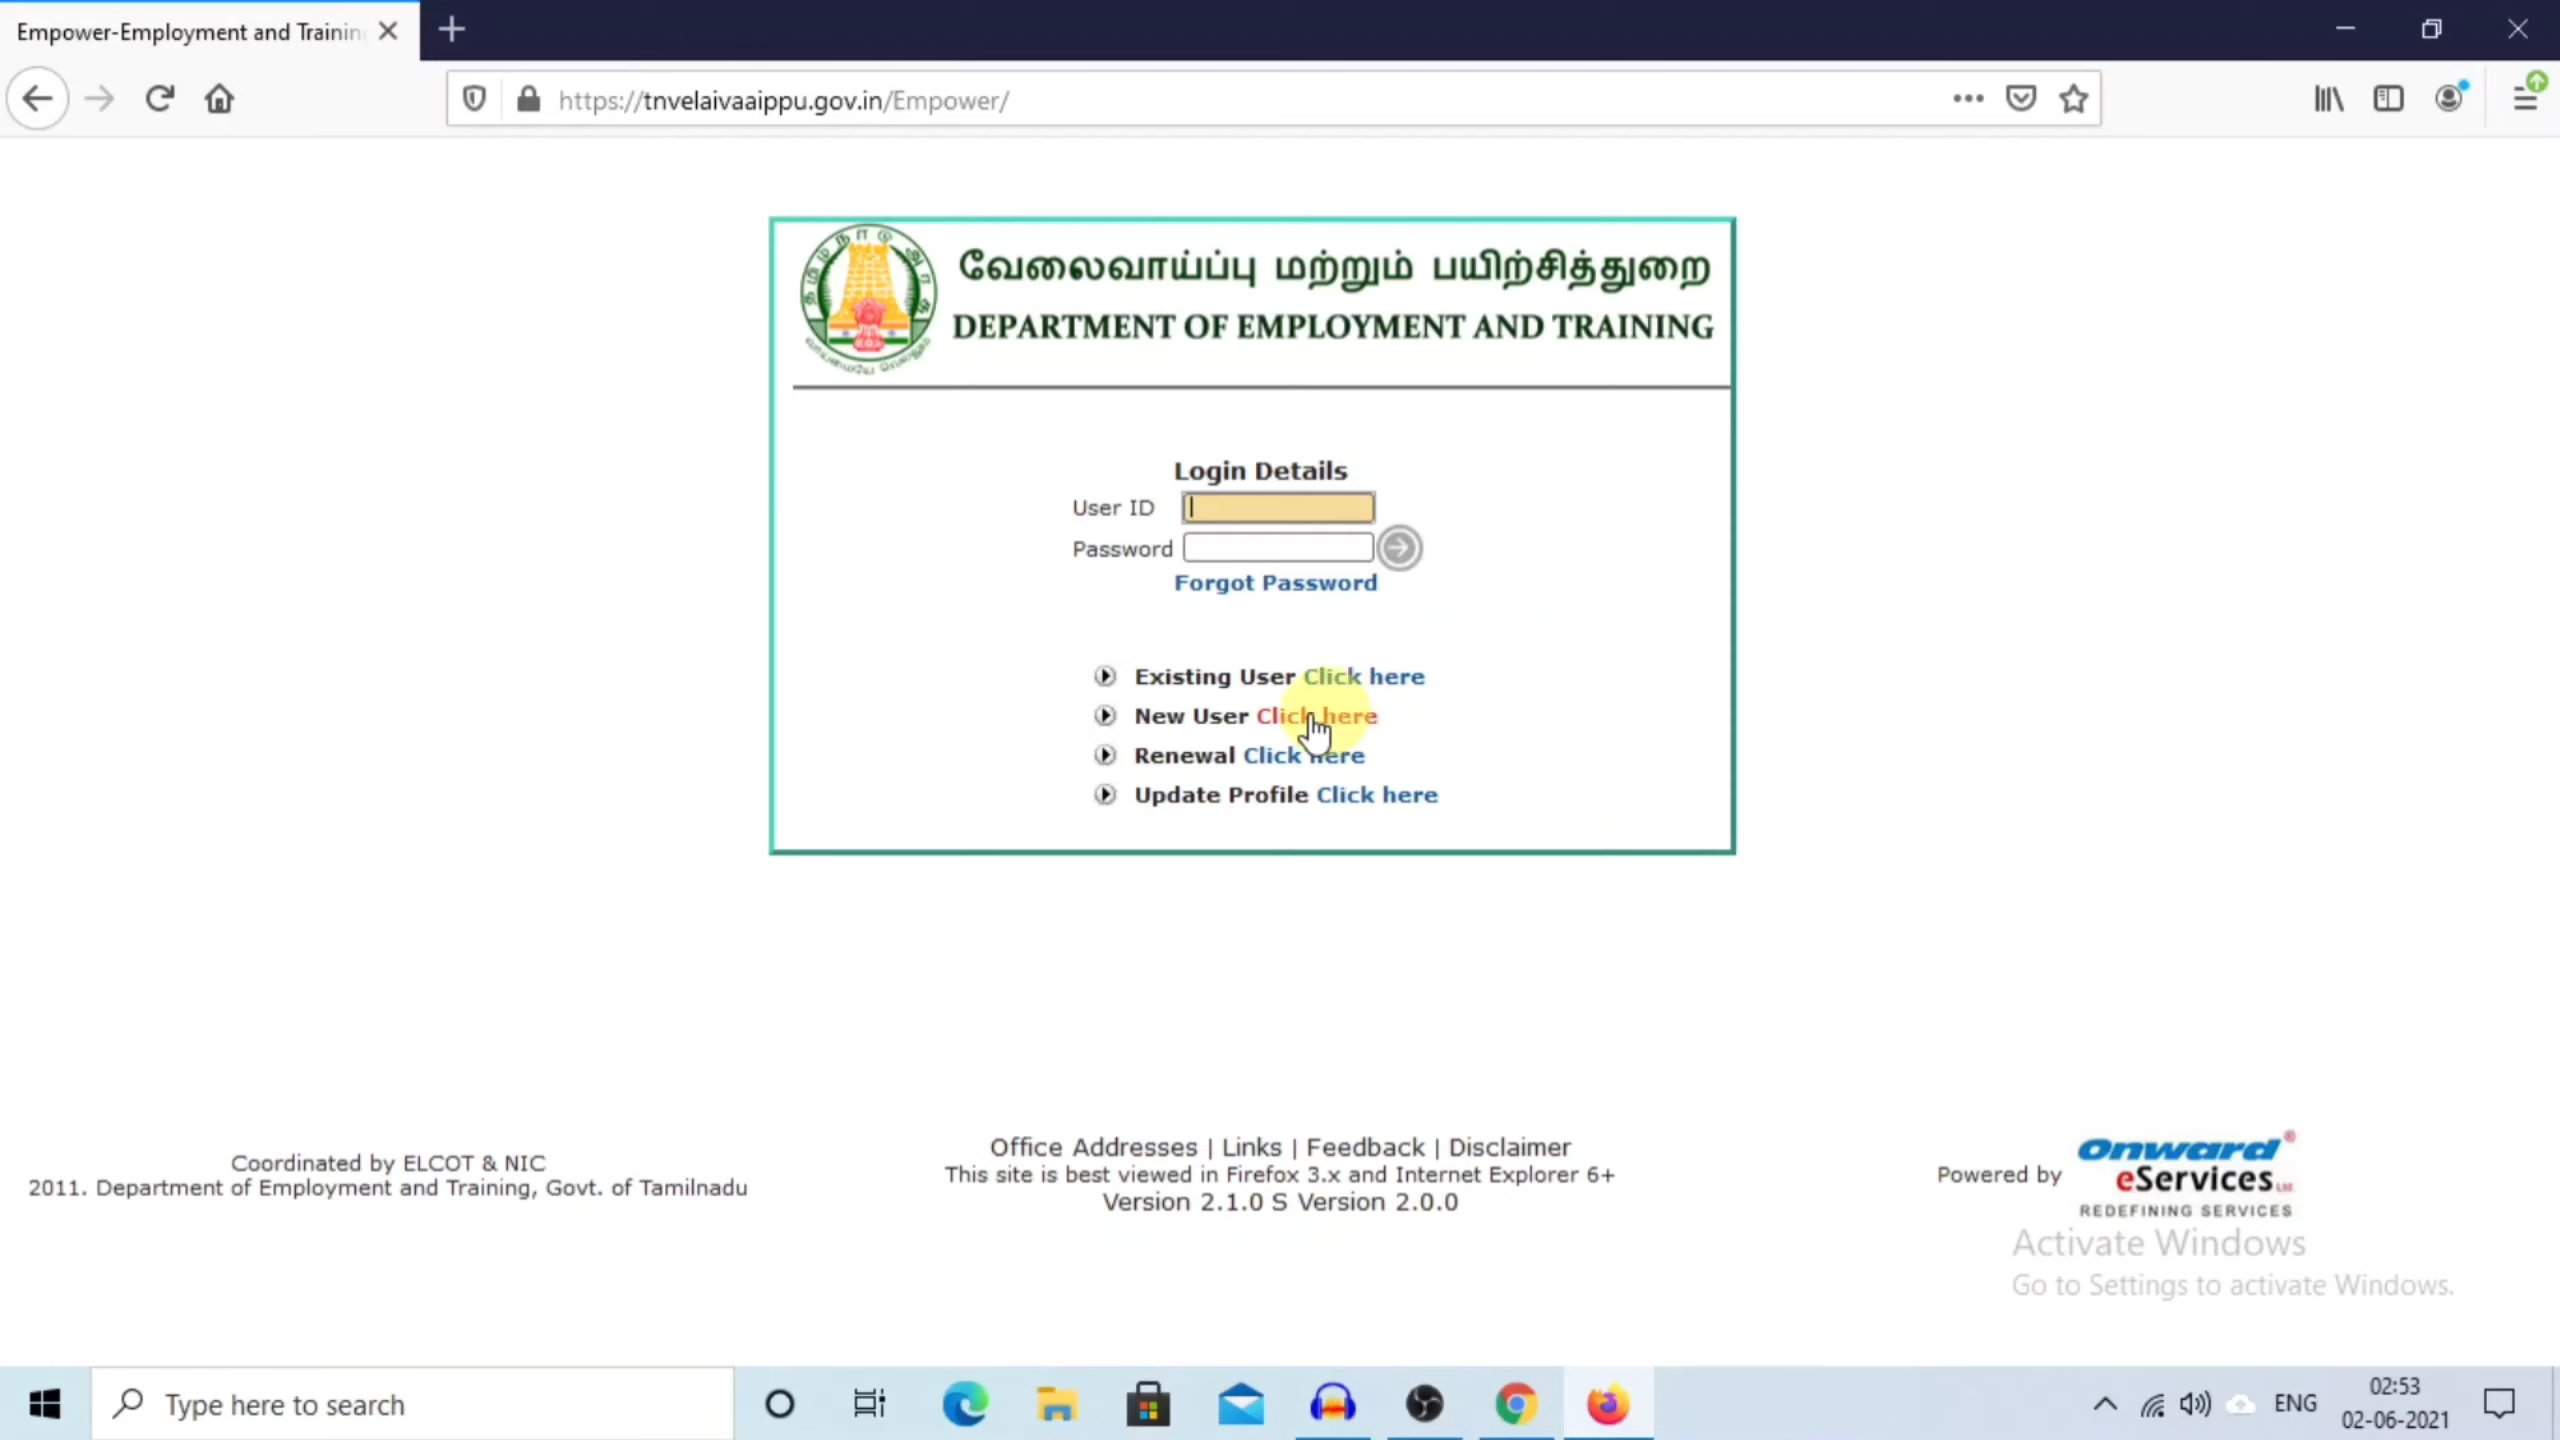 Empower-Employment and Trainin
https://tnvelaivaaippu.gov.in/Empower/
வேலைவாய்ப்பு மற்றும் பயிற்சித்துறை
DEPARTMENT OF EMPLOYMENT AND TRAINING
Login Details
User ID
Password
Forgot Password
Existing User Click here
New User Click here
Renewal Click here
Update Profile Click here
Coordinated by ELCOT & NIC
2011. Department of Employment and Training, Govt. of Tamilnadu
Office Addresses | Links | Feedback | Disclaimer
This site is best viewed in Firefox 3.x and Internet Explorer 6+
Version 2.1.0 S Version 2.0.0
Powered by
Onward
eServices
REDEFINING SERVICES
Activate Windows
Go to Settings to activate Windows.
Type here to search
ENG
02:53
02-06-2021